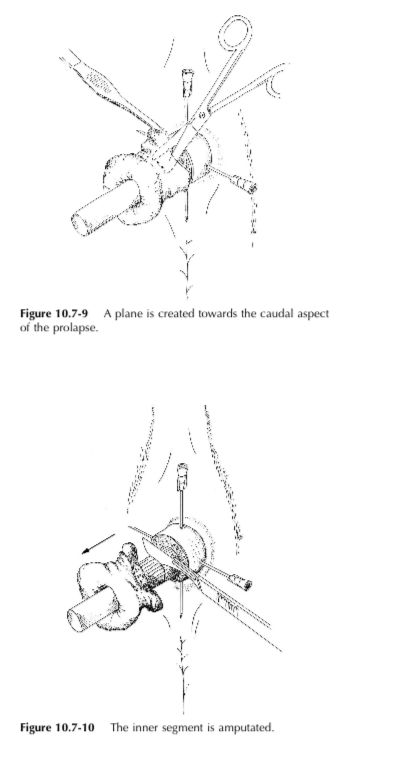 Figure 10.7-9 A plane is created towards the caudal aspect
of the prolapse.
Figure 10.7-10 The inner segment is amputated.